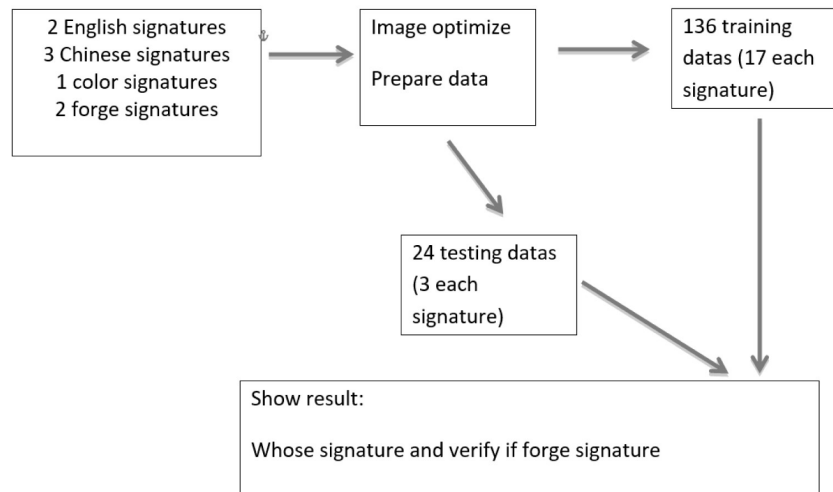 2 English signatures
3 Chinese signatures
1 color signatures
2 forge signatures
Image optimize
Prepare data
136 training
datas (17 each
signature)
24 testing datas
(3 each
signature)
Show result:
Whose signature and verify if forge signature